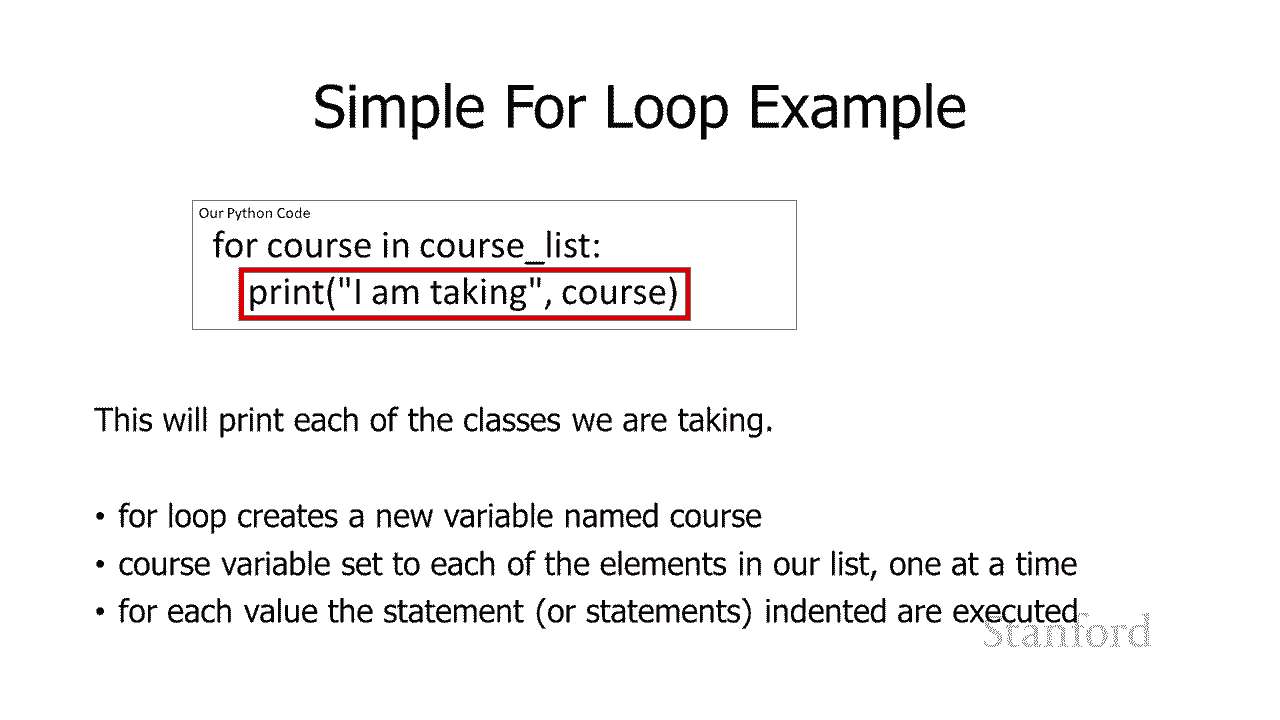 Simple For Loop Example
Our Python Code
for course in course_list:
print("I am taking", course)
This will print each of the classes we are taking.
• for loop creates a new variable named course
• course variable set to each of the elements in our list, one at a time
• for each value the statement (or statements) indented are executed
Stanford